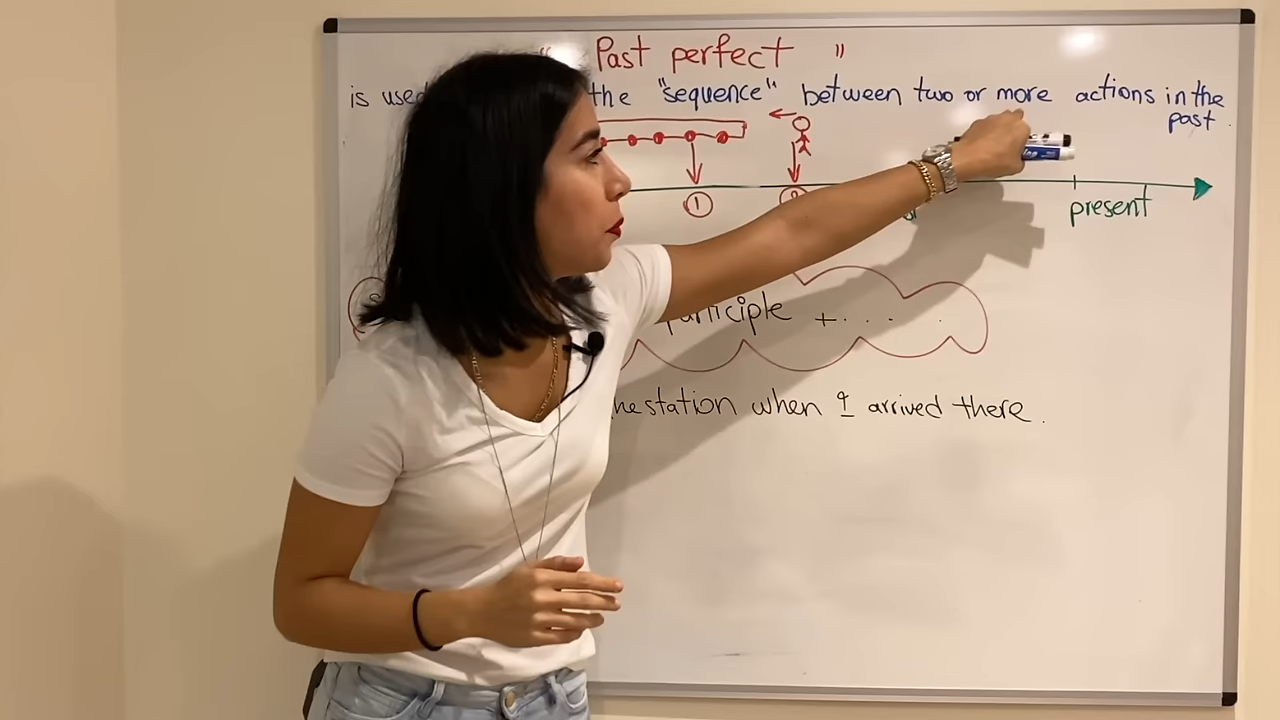 " Past perfect "
is used the "sequence" between two or more actions in the
past
①
present
participle +....
station when I arrived there.